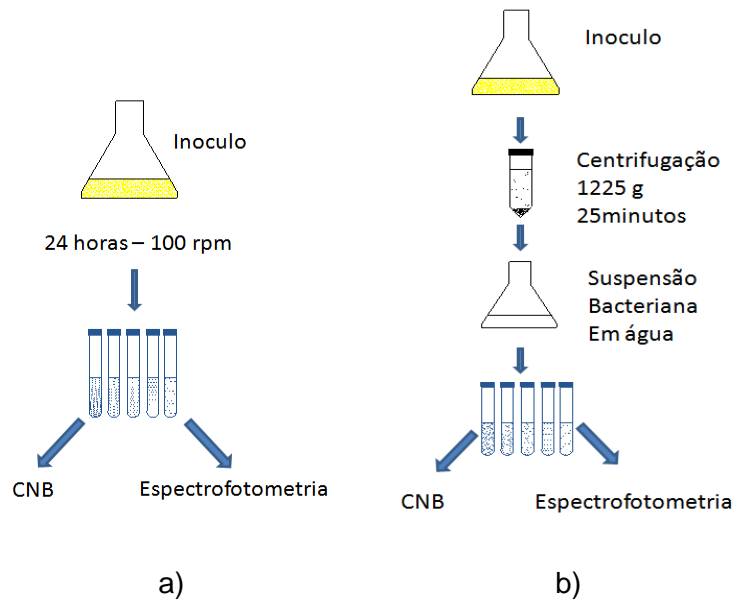 Inoculo
24 horas – 100 rpm
CNB
Espectrofotometria
a)
Inoculo
Centrifugação
1225 g
25minutos
Suspensão
Bacteriana
Em água
CNB
Espectrofotometria
b)